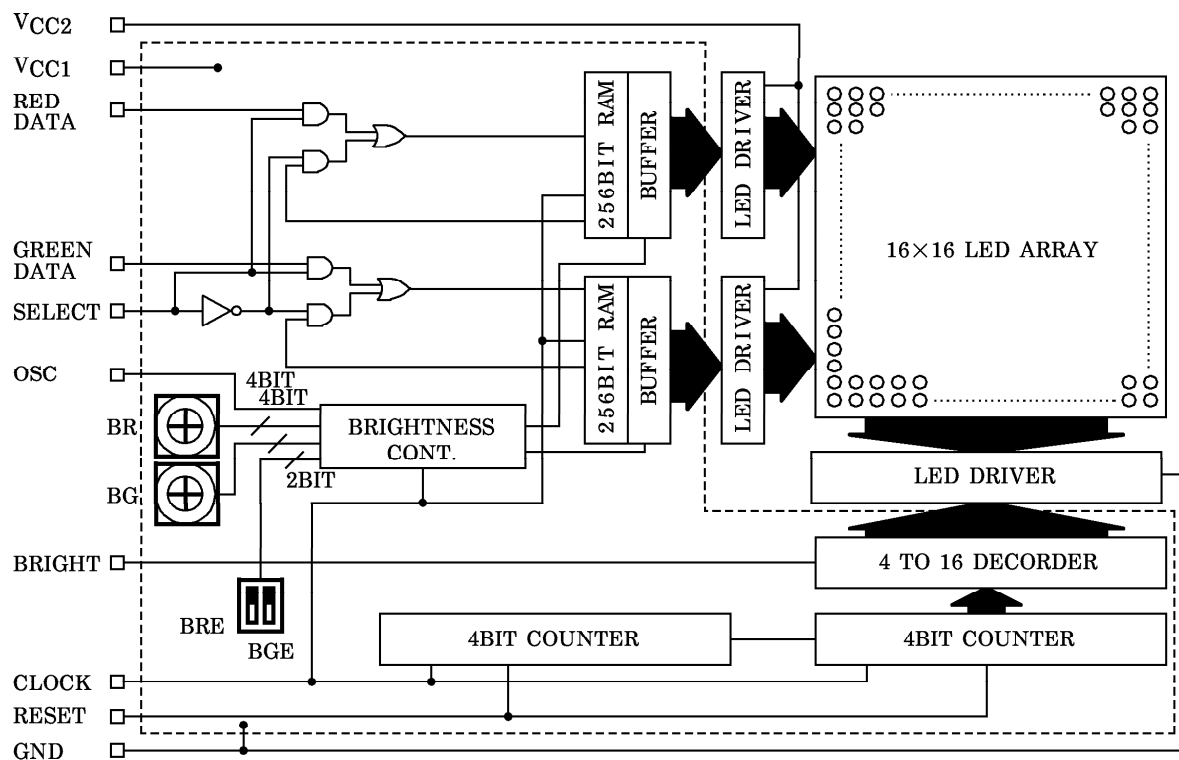 VCC2
VCC1
RED
DATA
256BIT RAM
BUFFER
LED DRIVER
GREEN
DATA
16×16 LED ARRAY
SELECT
256BIT RAM
BUFFER
LED DRIVER
OSC
4BIT
4BIT
BR
BRIGHTNESS
CONT.
2BIT
BG
LED DRIVER
BRIGHT
4 TO 16 DECORDER
BRE
BGE
4BIT COUNTER
4BIT COUNTER
CLOCK
RESET
GND